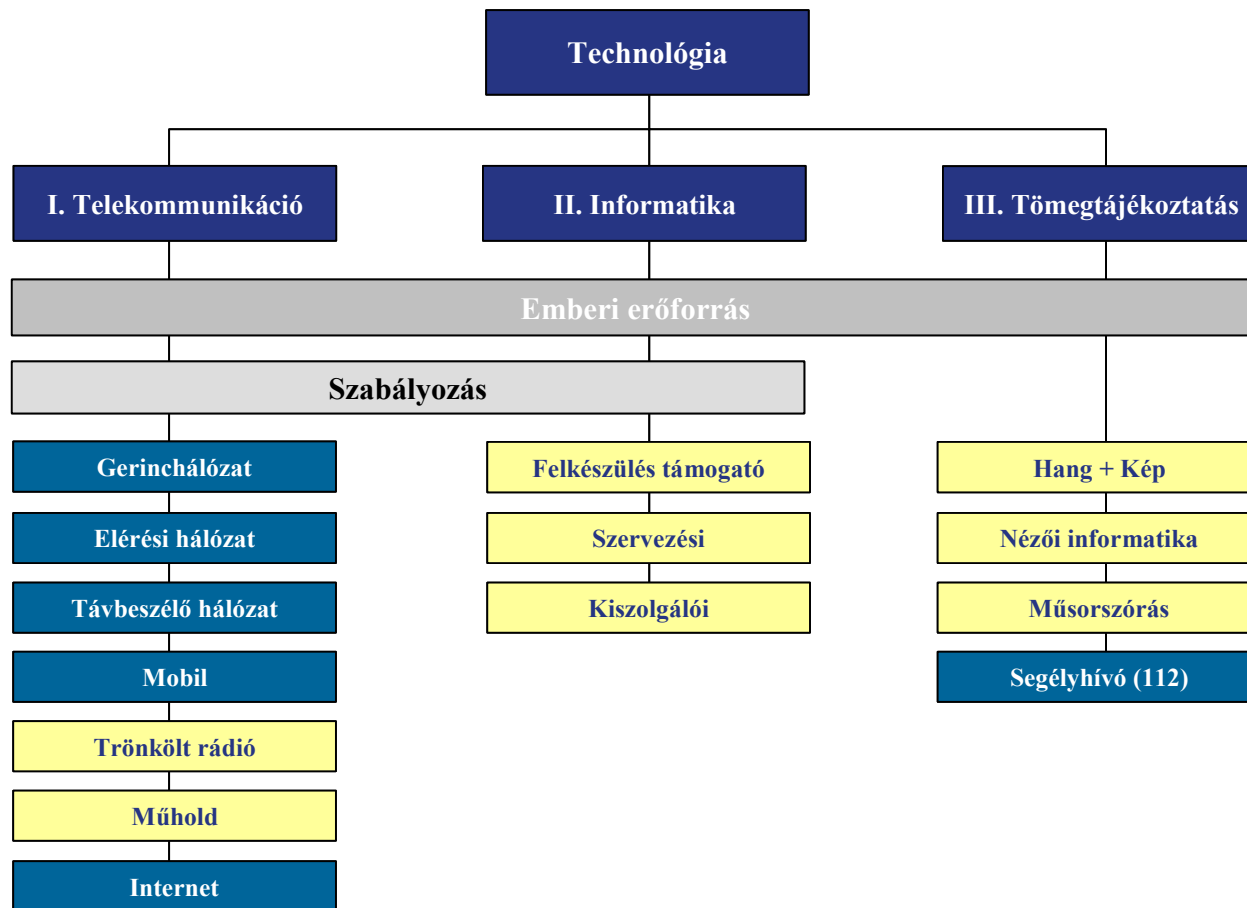 Technológia
I. Telekommunikáció
II. Informatika
III. Tömegtájékoztatás
Emberi erőforrás
Szabályozás
Gerinchálózat
Elérési hálózat
Távbeszélő hálózat
Mobil
Trönkölt rádió
Műhold
Internet
Felkészülés támogató
Szervezési
Kiszolgálói
Hang + Kép
Nézői informatika
Műsorszórás
Segélyhívó (112)